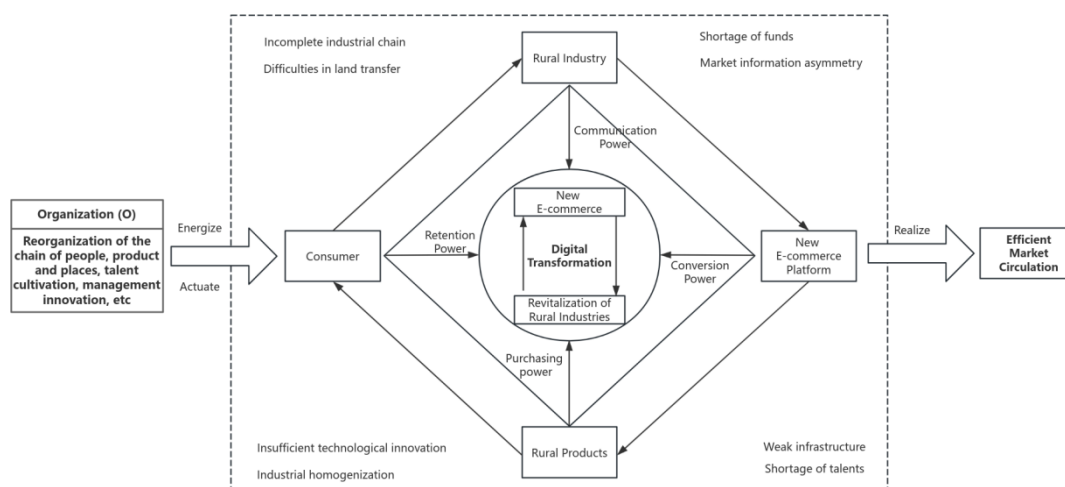 Incomplete industrial chain
Difficulties in land transfer
Rural Industry
Shortage of funds
Market information asymmetry
Communication
Power
Organization (O)
Reorganization of the
chain of people, product
and places, talent
cultivation, management
innovation, etc
Energize
Actuate
Consumer
Retention
Power
New
E-commerce
Digital
Transformation
Revitalization of
Rural Industries
Conversion
Power
New
E-commerce
Platform
Realize
Efficient
Market
Circulation
Purchasing
power
Insufficient technological innovation
Industrial homogenization
Rural Products
Weak infrastructure
Shortage of talents